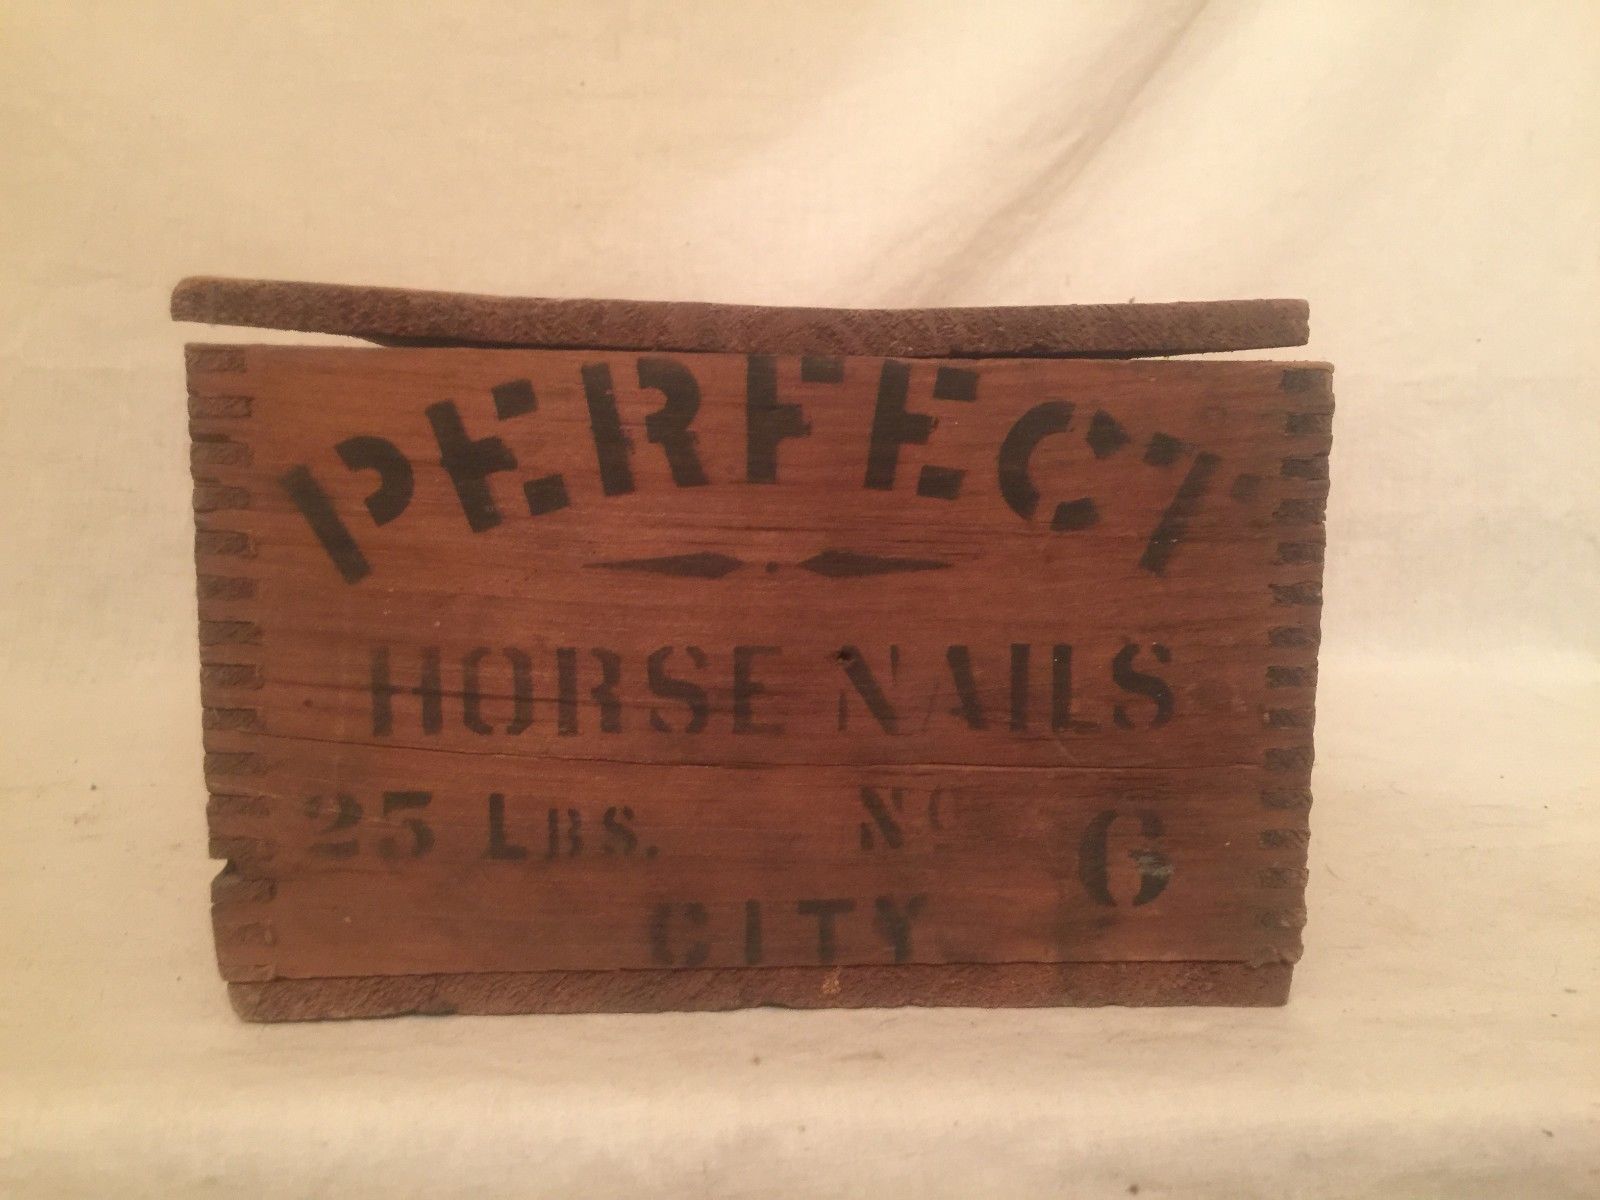 PERFECT
HORSE NAILS
25 LBS. No 6
CITY